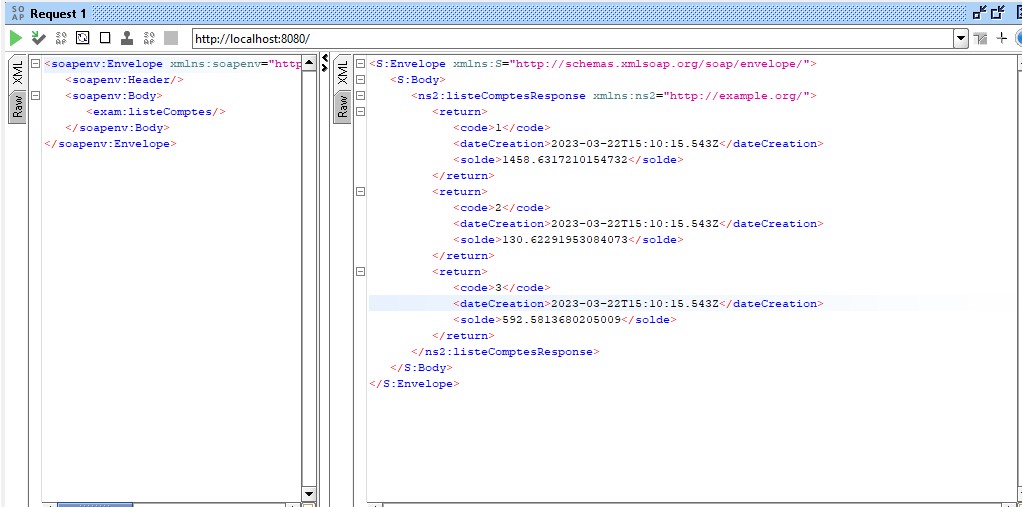 SO AP Request 1
SO AP SO AP http://localhost:8080/
XML
Raw
<soapenv:Envelope xmlns:soapenv="http
<soapenv:Header/>
<soapenv:Body>
<exam:listeComptes/>
</soapenv:Body>
</soapenv:Envelope>
XML
Raw
<S:Envelope xmlns:S="http://schemas.xmlsoap.org/soap/envelope/">
<S:Body>
<ns2:listeComptesResponse xmlns:ns2="http://example.org/">
<return>
<code>1</code>
<dateCreation>2023-03-22T15:10:15.543Z</dateCreation>
<solde>1458.6317210154732</solde>
</return>
<return>
<code>2</code>
<dateCreation>2023-03-22T15:10:15.543Z</dateCreation>
<solde>130.62291953084073</solde>
</return>
<return>
<code>3</code>
<dateCreation>2023-03-22T15:10:15.543Z</dateCreation>
<solde>592.5813680205009</solde>
</return>
</ns2:listeComptesResponse>
</S:Body>
</S:Envelope>